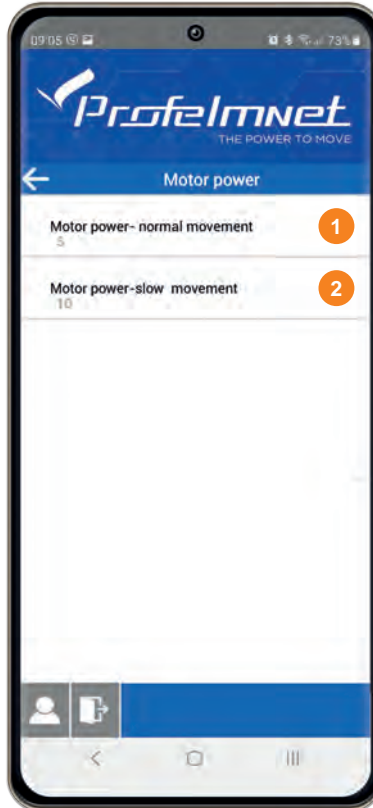 09:05
73%
Profelmnet
THE POWER TO MOVE
Motor power
Motor power- normal movement
5
1
Motor power-slow movement
10
2